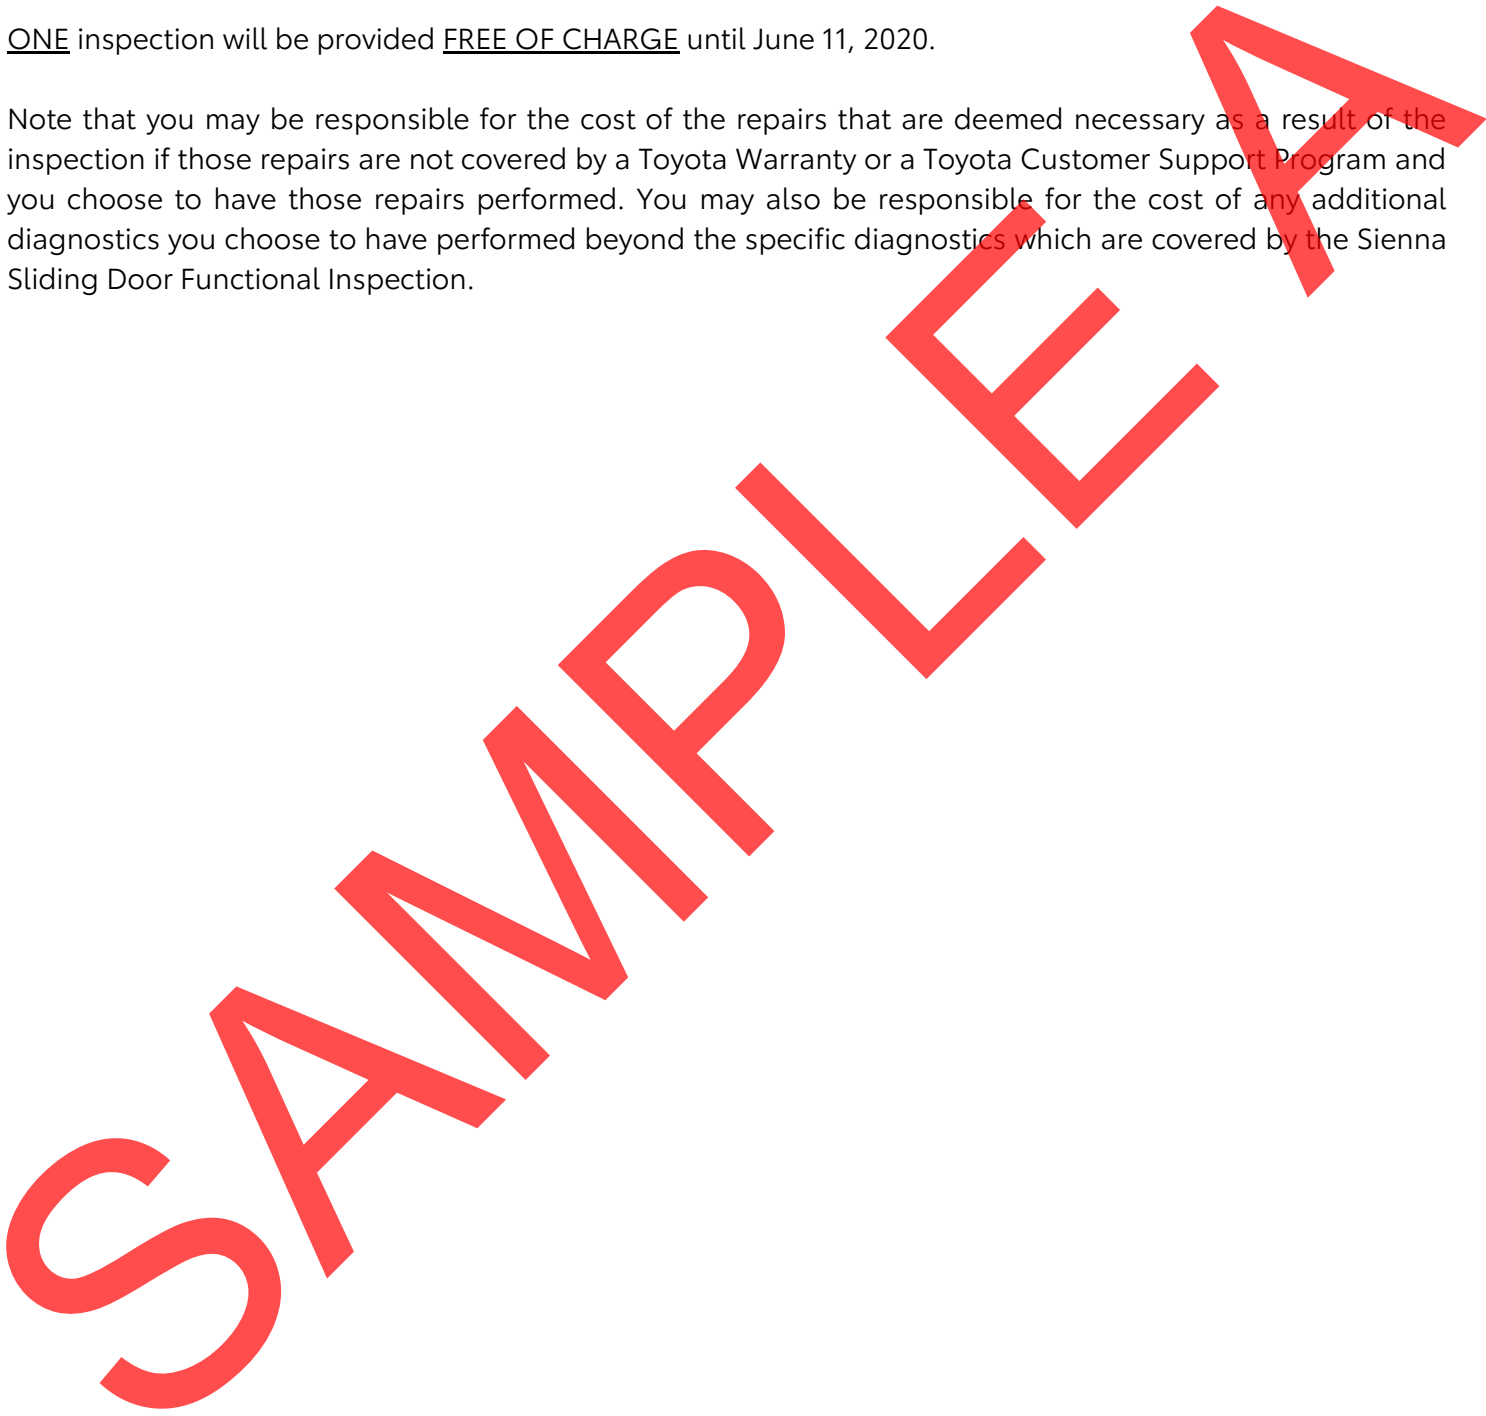 ONE inspection will be provided FREE OF CHARGE until June 11, 2020.
Note that you may be responsible for the cost of the repairs that are deemed necessary as a result of the
inspection if those repairs are not covered by a Toyota Warranty or a Toyota Customer Support Program and
you choose to have those repairs performed. You may also be responsible for the cost of any additional
diagnostics you choose to have performed beyond the specific diagnostics which are covered by the Sienna
Sliding Door Functional Inspection.
SAMPLE A